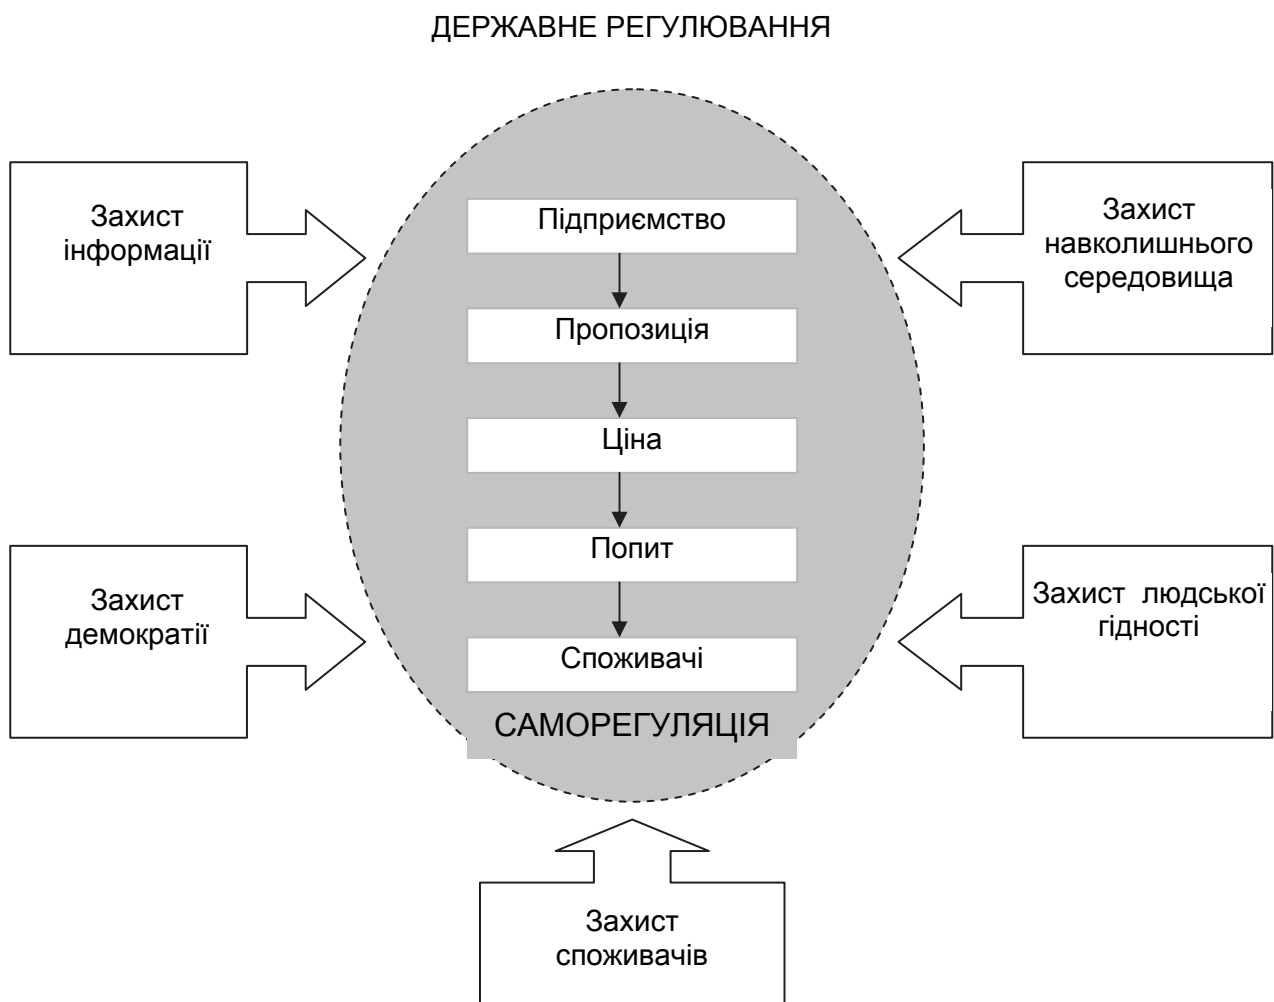 ДЕРЖАВНЕ РЕГУЛЮВАННЯ
Захист
інформації
Підприємство
Захист
навколишнього
середовища
Пропозиція
Ціна
Попит
Захист
демократії
Захист людської
гідності
Споживачі
САМОРЕГУЛЯЦІЯ
Захист
споживачів